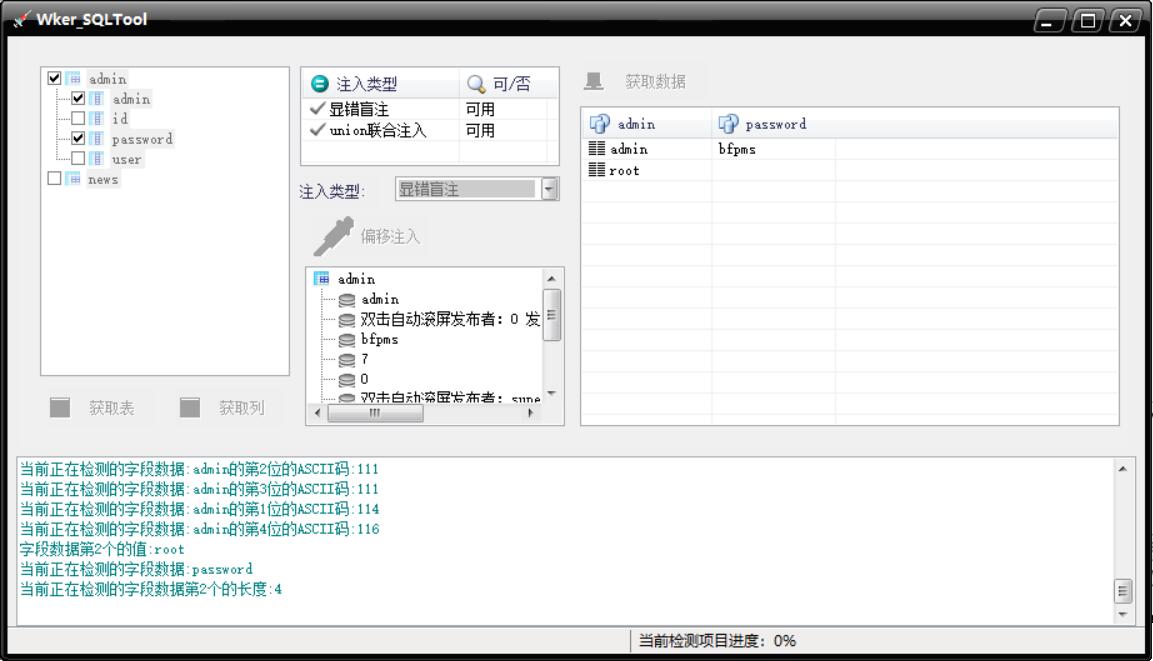 Wker_SQLTool
admin
admin
id
password
user
news
获取表
获取列
注入类型 可/否
显错盲注 可用
union联合注入 可用
注入类型: 显错盲注
偏移注入
admin
admin
双击自动滚屏发布者: 0 发
bfpms
7
0
双击自动滚屏发布者: supe
获取数据
admin password
admin bfpms
root
当前正在检测的字段数据:admin的第2位的ASCII码:111
当前正在检测的字段数据:admin的第3位的ASCII码:111
当前正在检测的字段数据:admin的第1位的ASCII码:114
当前正在检测的字段数据:admin的第4位的ASCII码:116
字段数据第2个的值:root
当前正在检测的字段数据:password
当前正在检测的字段数据第2个的长度:4
当前检测项目进度: 0%